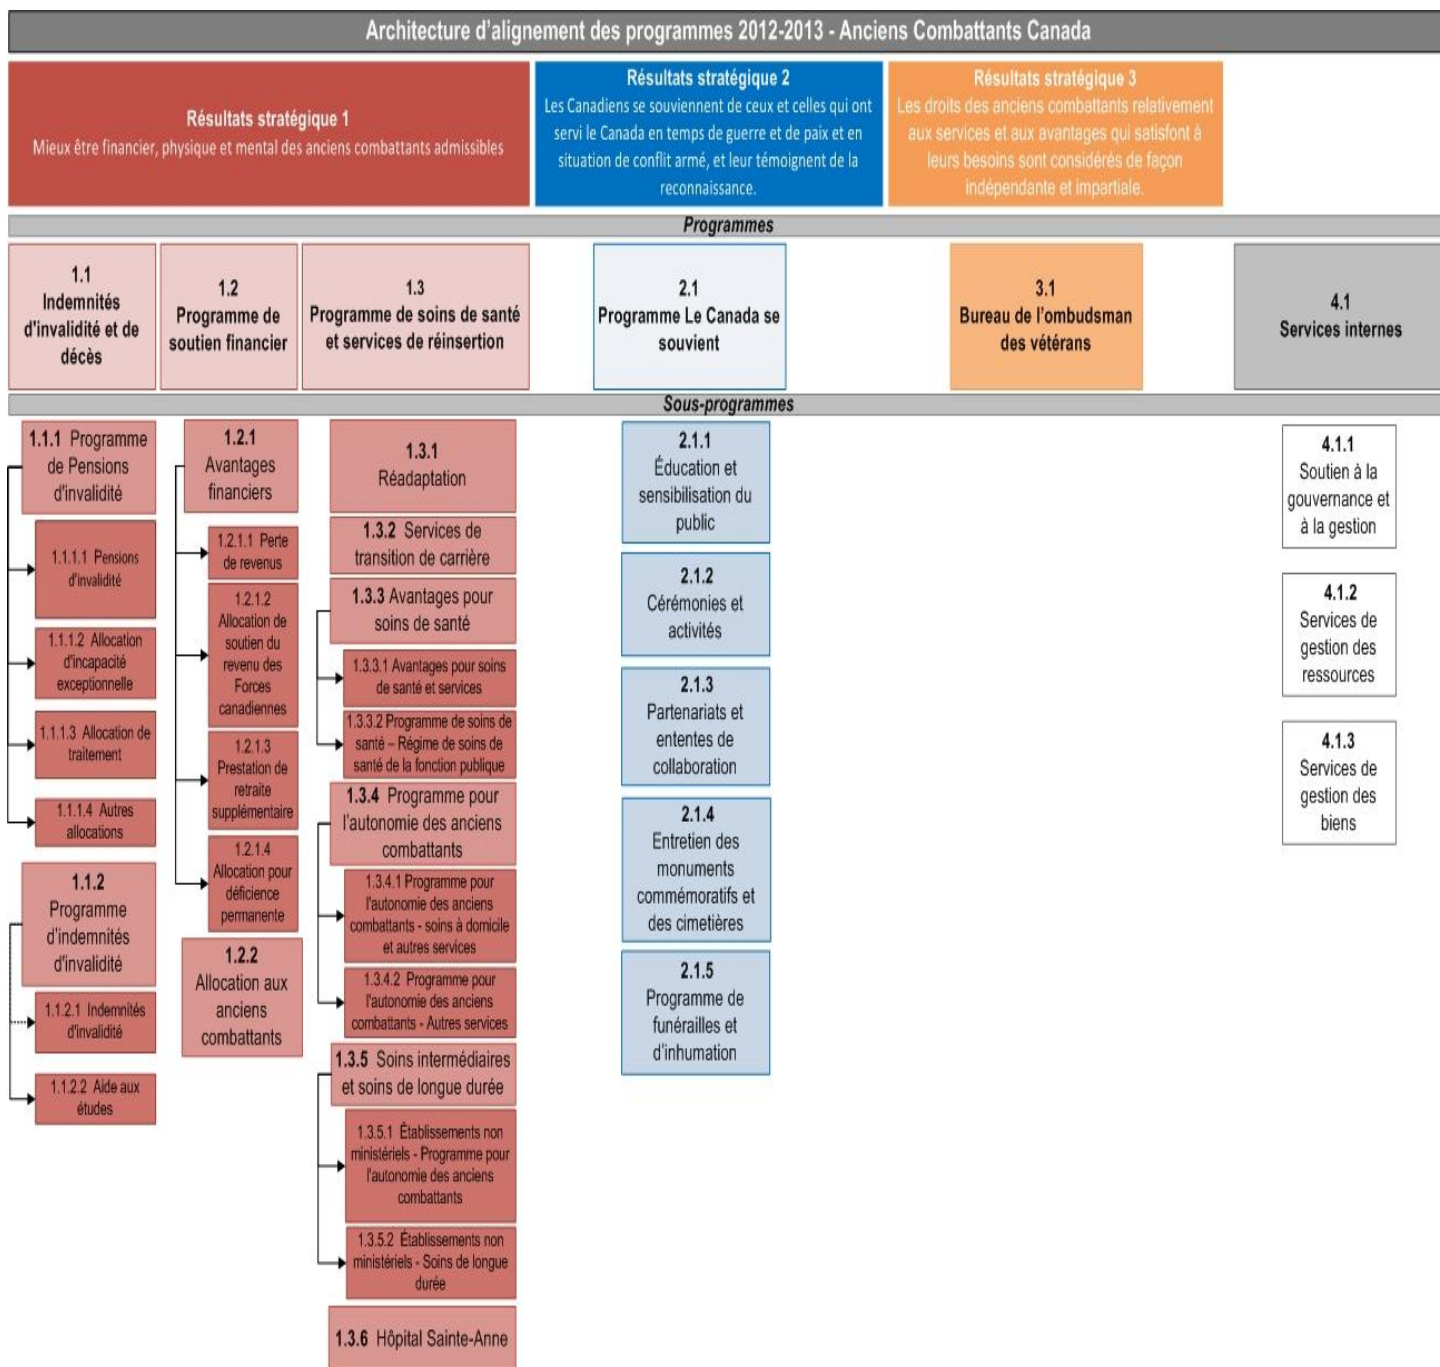 Architecture d'alignement des programmes 2012-2013 - Anciens Combattants Canada
Résultats stratégique 1
Mieux être financier, physique et mental des anciens combattants admissibles
Résultats stratégique 2
Les Canadiens se souviennent de ceux et celles qui ont
servi le Canada en temps de guerre et de paix et en
situation de conflit armé, et leur témoignent de la
reconnaissance.
Résultats stratégique 3
Les droits des anciens combattants relativement
aux services et aux avantages qui satisfont à
leurs besoins sont considérés de façon
indépendante et impartiale.
Programmes
1.1
Indemnités
d'invalidité et de
décès
1.2
Programme de
soutien financier
1.3
Programme de soins de santé
et services de réinsertion
2.1
Programme Le Canada se
souvient
3.1
Bureau de l'ombudsman
des vétérans
4.1
Services internes
Sous-programmes
1.1.1 Programme
de Pensions
d'invalidité
1.1.1.1 Pensions
d'invalidité
1.1.1.2 Allocation
d'incapacité
exceptionnelle
1.1.1.3 Allocation de
traitement
1.1.1.4 Autres
allocations
1.1.2
Programme
d'indemnités
d'invalidité
1.1.2.1 Indemnités
d'invalidité
1.1.2.2 Aide aux
études
1.2.1
Avantages
financiers
1.2.1.1 Perte
de revenus
1.2.1.2
Allocation de
soutien du
revenu des
Forces
canadiennes
1.2.1.3
Prestation de
retraite
supplémentaire
1.2.1.4
Allocation pour
déficience
permanente
1.2.2
Allocation aux
anciens
combattants
1.3.1
Réadaptation
1.3.2 Services de
transition de carrière
1.3.3 Avantages pour
soins de santé
1.3.3.1 Avantages pour soins
de santé et services
1.3.3.2 Programme de soins de
santé – Régime de soins de
santé de la fonction publique
1.3.4 Programme pour
l'autonomie des anciens
combattants
1.3.4.1 Programme pour
l'autonomie des anciens
combattants - soins à domicile
et autres services
1.3.4.2 Programme pour
l'autonomie des anciens
combattants - Autres services
1.3.5 Soins intermédiaires
et soins de longue durée
1.3.5.1 Établissements non
ministériels - Programme pour
l'autonomie des anciens
combattants
1.3.5.2 Établissements non
ministériels - Soins de longue
durée
1.3.6 Hôpital Sainte-Anne
2.1.1
Éducation et
sensibilisation du
public
2.1.2
Cérémonies et
activités
2.1.3
Partenariats et
ententes de
collaboration
2.1.4
Entretien des
monuments
commémoratifs et
des cimetières
2.1.5
Programme de
funérailles et
d'inhumation
4.1.1
Soutien à la
gouvernance et
à la gestion
4.1.2
Services de
gestion des
ressources
4.1.3
Services de
gestion des
biens